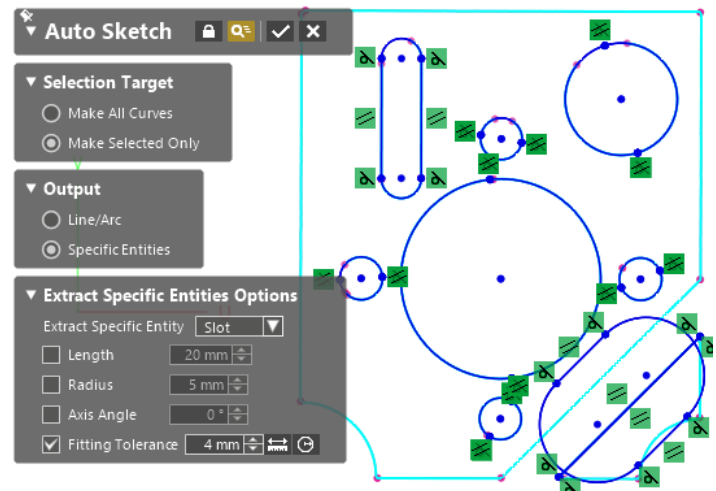 Auto Sketch
Selection Target
Make All Curves
Make Selected Only
Output
Line/Arc
Specific Entities
Extract Specific Entities Options
Extract Specific Entity Slot
Length 20 mm
Radius 5 mm
Axis Angle 0 °
Fitting Tolerance 4 mm